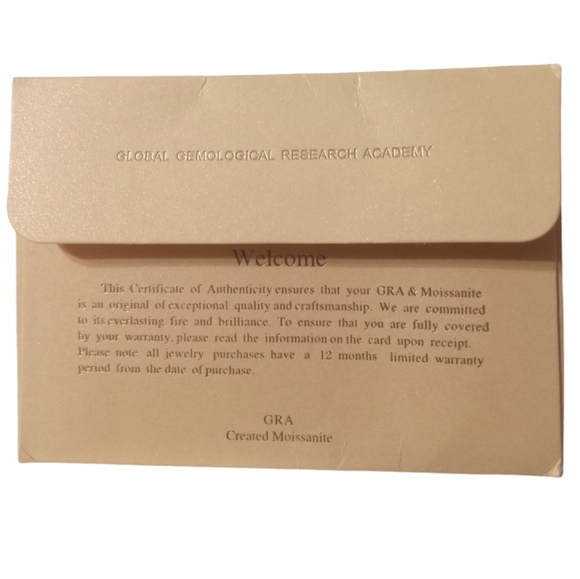 GLOBAL GEMOLOGICAL RESEARCH ACADEMY
Welcome
This Certificate of Authenticity ensures that your GRA & Moissanite
is an original of exceptional quality and craftsmanship. We are committed
to its everlasting fire and brilliance. To ensure that you are fully covered
by your warranty, please read the information on the card upon receipt.
Please note all jewelry purchases have a 12 months limited warranty
period from the date of purchase.
GRA
Created Moissanite